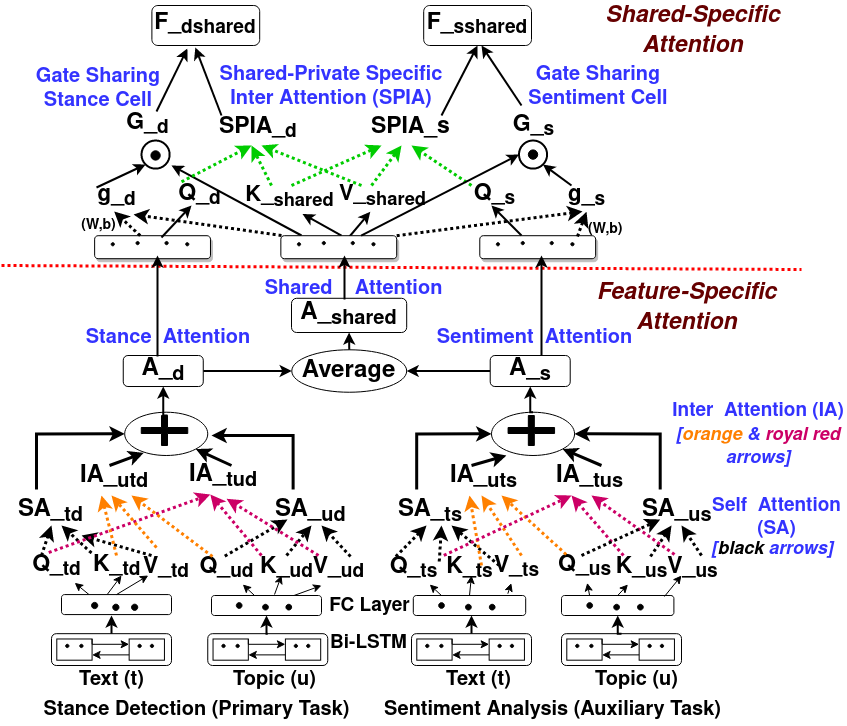 F_dshared
F_sshared
Shared-Specific
Attention
Gate Sharing
Stance Cell
Shared-Private Specific
Inter Attention (SPIA)
Gate Sharing
Sentiment Cell
G_d
SPIA_d
SPIA_s
G_s
g_d
Q_d
K_shared
V_shared
Q_s
g_s
(W,b)
(W,b)
Shared Attention
Feature-Specific
Attention
A_shared
Stance Attention
Sentiment Attention
A_d
Average
A_s
Inter Attention (IA)
[orange & royal red
arrows]
IA_utd
IA_tud
IA_uts
IA_tus
SA_td
SA_ud
SA_ts
SA_us
Self Attention
(SA)
[black arrows]
Q_td
K_td
V_td
Q_ud
K_ud
V_ud
Q_ts
K_ts
V_ts
Q_us
K_us
V_us
FC Layer
Bi-LSTM
Text (t)
Topic (u)
Text (t)
Topic (u)
Stance Detection (Primary Task)
Sentiment Analysis (Auxiliary Task)